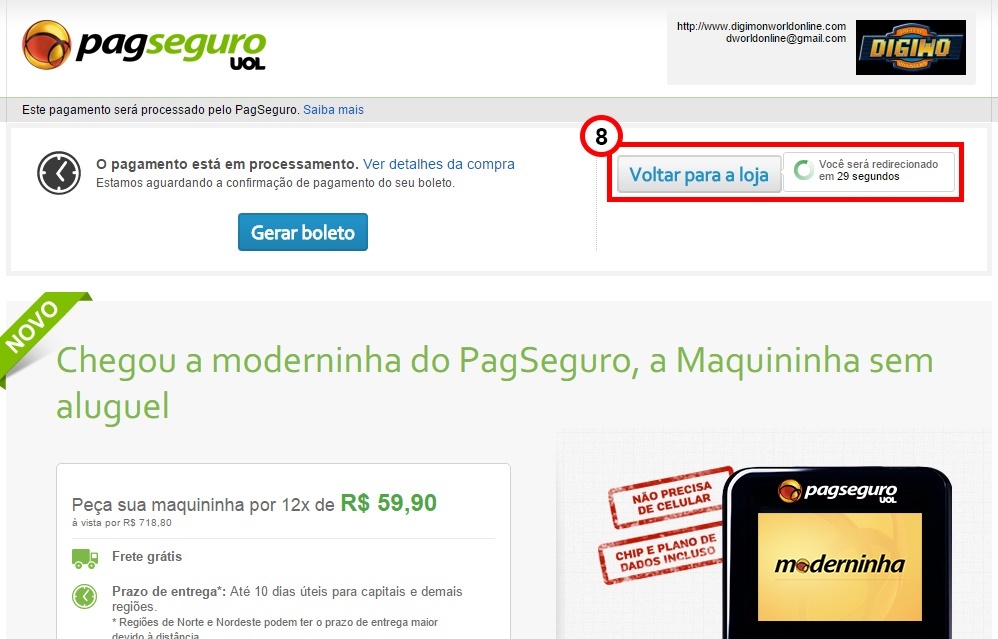 pagseguro
UOL
http://www.digimonworldonline.com
dworldonline@gmail.com
DIGIWO
Este pagamento será processado pelo PagSeguro. Saiba mais
8
O pagamento está em processamento. Ver detalhes da compra
Estamos aguardando a confirmação de pagamento do seu boleto.
Gerar boleto
Voltar para a loja
Você será redirecionado
em 29 segundos
NOVO
Chegou a moderninha do PagSeguro, a Maquininha sem
aluguel
Peça sua maquininha por 12x de R$ 59,90
à vista por R$ 718,80
Frete grátis
Prazo de entrega*: Até 10 dias úteis para capitais e demais
regiões.
* Regiões de Norte e Nordeste podem ter o prazo de entrega maior
devido à distância.
NÃO PRECISA
DE CELULAR
CHIP E PLANO DE
DADOS INCLUSO
pagseguro
UOL
moderninha